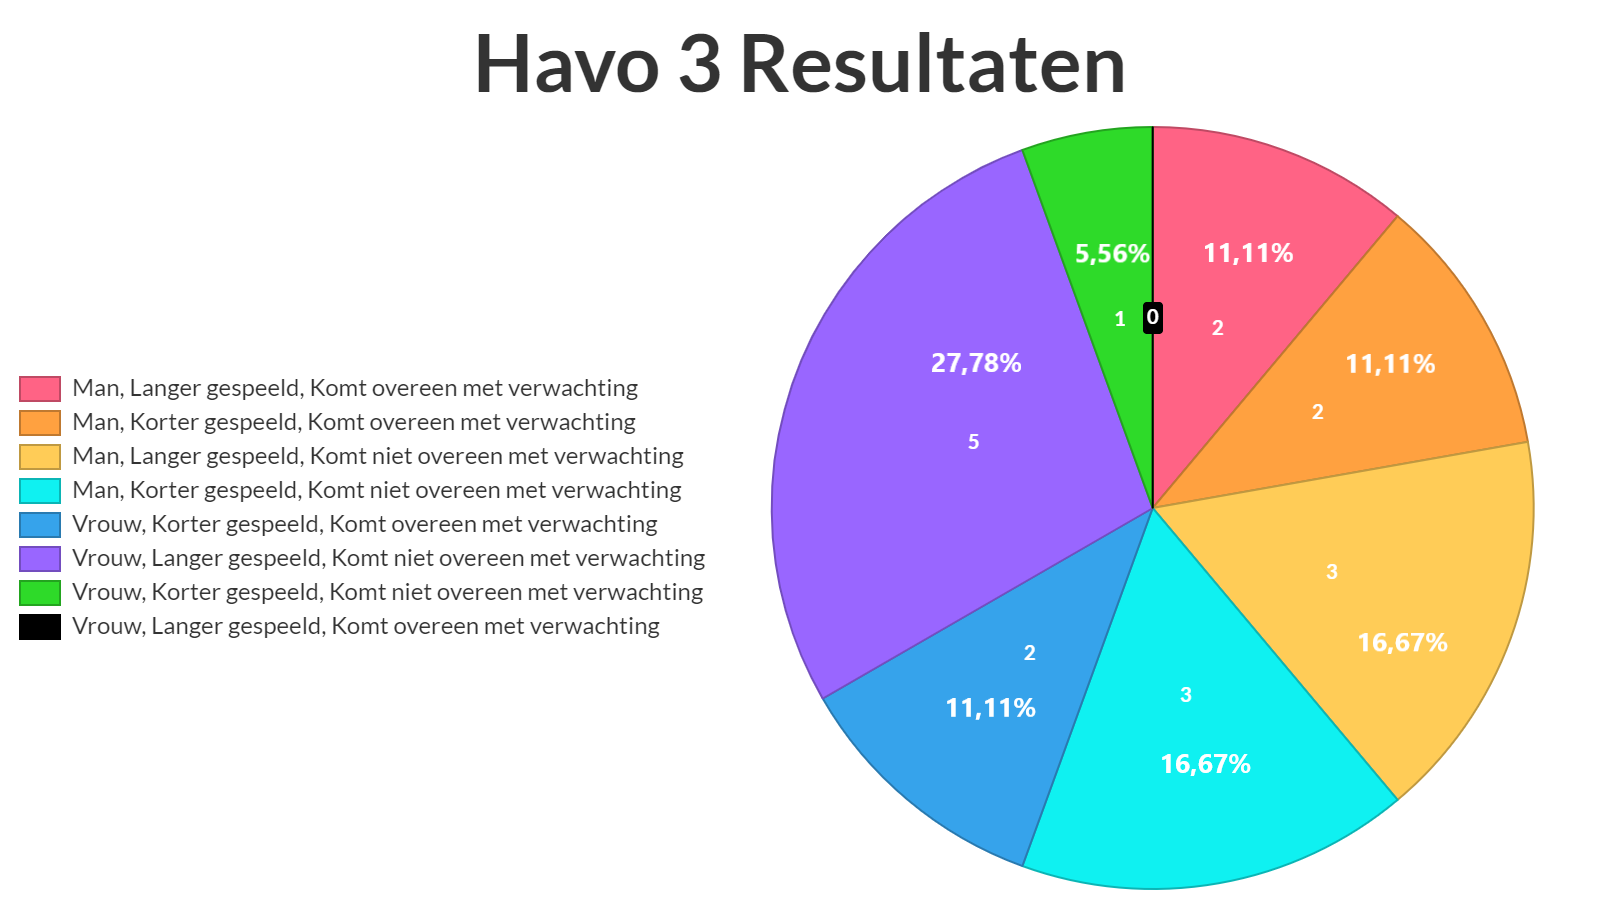 Havo 3 Resultaten
Man, Langer gespeeld, Komt overeen met verwachting
Man, Korter gespeeld, Komt overeen met verwachting
Man, Langer gespeeld, Komt niet overeen met verwachting
Man, Korter gespeeld, Komt niet overeen met verwachting
Vrouw, Korter gespeeld, Komt overeen met verwachting
Vrouw, Langer gespeeld, Komt niet overeen met verwachting
Vrouw, Korter gespeeld, Komt niet overeen met verwachting
Vrouw, Langer gespeeld, Komt overeen met verwachting
11,11%
2
11,11%
2
3
16,67%
3
16,67%
2
11,11%
27,78%
5
5,56%
1
0